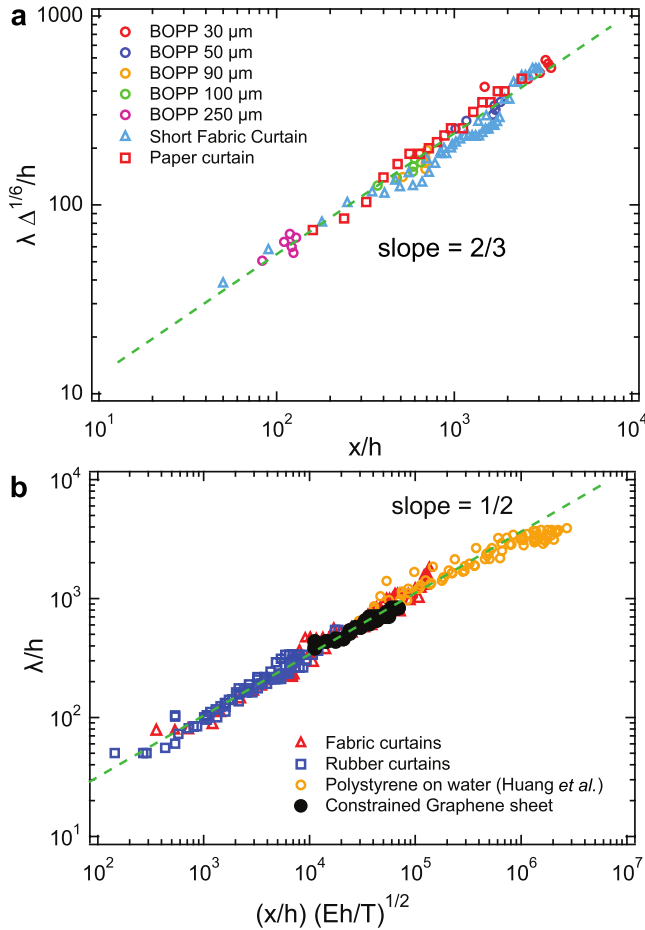 a
1000
100
10
λ Δ^1/6/h
BOPP 30 µm
BOPP 50 µm
BOPP 90 µm
BOPP 100 µm
BOPP 250 µm
Short Fabric Curtain
Paper curtain
slope = 2/3
10^1
10^2
10^3
10^4
x/h
b
10^4
10^3
10^2
10^1
λ/h
slope = 1/2
Fabric curtains
Rubber curtains
Polystyrene on water (Huang et al.)
Constrained Graphene sheet
10^2
10^3
10^4
10^5
10^6
10^7
(x/h) (Eh/T)^1/2